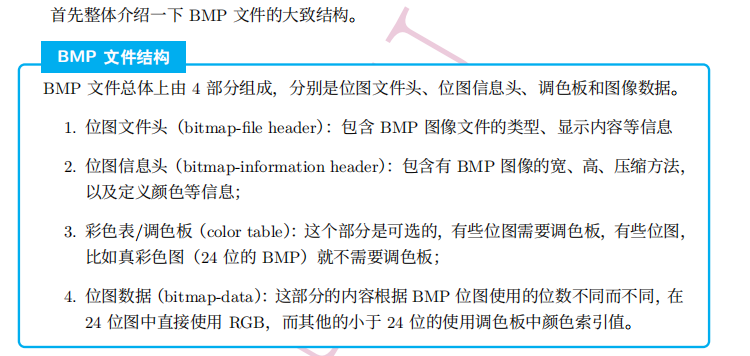 首先整体介绍一下 BMP 文件的大致结构。
BMP 文件结构
BMP 文件总体上由 4 部分组成，分别是位图文件头、位图信息头、调色板和图像数据。
1. 位图文件头（bitmap-file header）：包含 BMP 图像文件的类型、显示内容等信息
2. 位图信息头（bitmap-information header）：包含有 BMP 图像的宽、高、压缩方法，
以及定义颜色等信息；
3. 彩色表/调色板（color table）：这个部分是可选的，有些位图需要调色板，有些位图，
比如真彩色图（24 位的 BMP）就不需要调色板；
4. 位图数据（bitmap-data）：这部分的内容根据 BMP 位图使用的位数不同而不同，在
24 位图中直接使用 RGB，而其他的小于 24 位的使用调色板中颜色索引值。